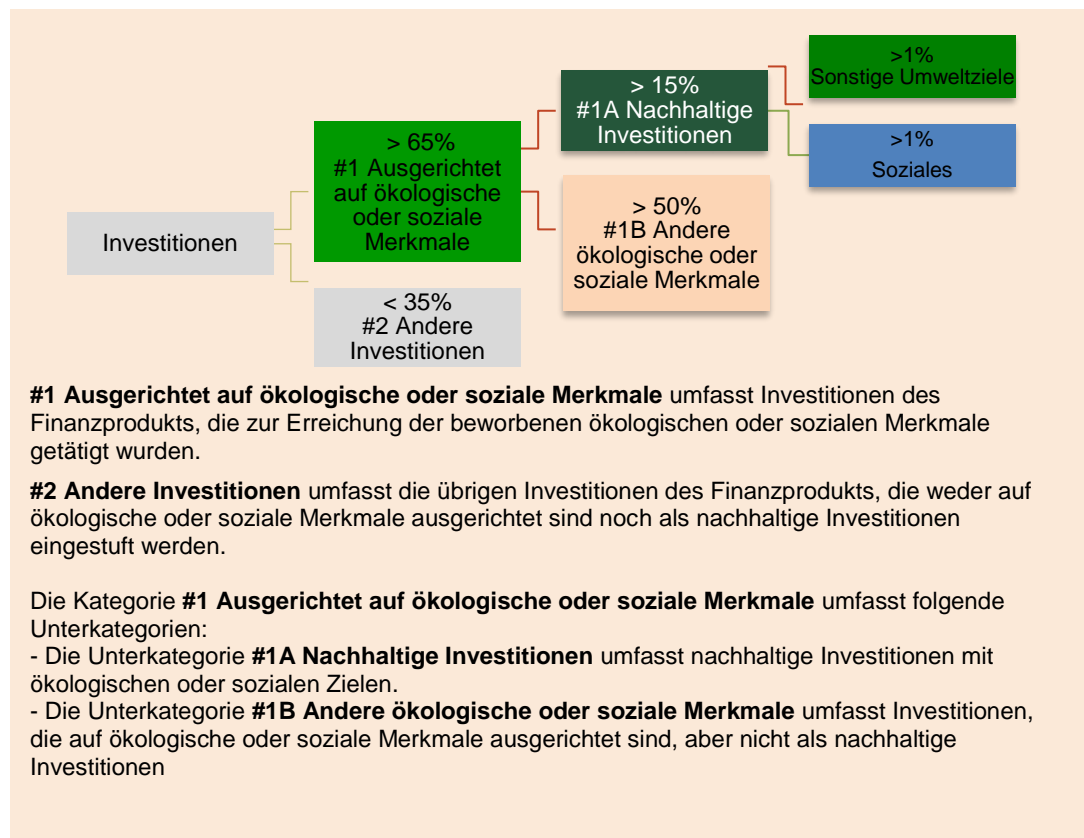 >1%
Sonstige Umweltziele
> 15%
#1A Nachhaltige
Investitionen
> 65%
#1 Ausgerichtet
auf ökologische
oder soziale
Merkmale
>1%
Soziales
> 50%
#1B Andere
ökologische oder
soziale Merkmale
Investitionen
< 35%
#2 Andere
Investitionen
#1 Ausgerichtet auf ökologische oder soziale Merkmale umfasst Investitionen des
Finanzprodukts, die zur Erreichung der beworbenen ökologischen oder sozialen Merkmale
getätigt wurden.
#2 Andere Investitionen umfasst die übrigen Investitionen des Finanzprodukts, die weder auf
ökologische oder soziale Merkmale ausgerichtet sind noch als nachhaltige Investitionen
eingestuft werden.
Die Kategorie #1 Ausgerichtet auf ökologische oder soziale Merkmale umfasst folgende
Unterkategorien:
- Die Unterkategorie #1A Nachhaltige Investitionen umfasst nachhaltige Investitionen mit
ökologischen oder sozialen Zielen.
- Die Unterkategorie #1B Andere ökologische oder soziale Merkmale umfasst Investitionen,
die auf ökologische oder soziale Merkmale ausgerichtet sind, aber nicht als nachhaltige
Investitionen